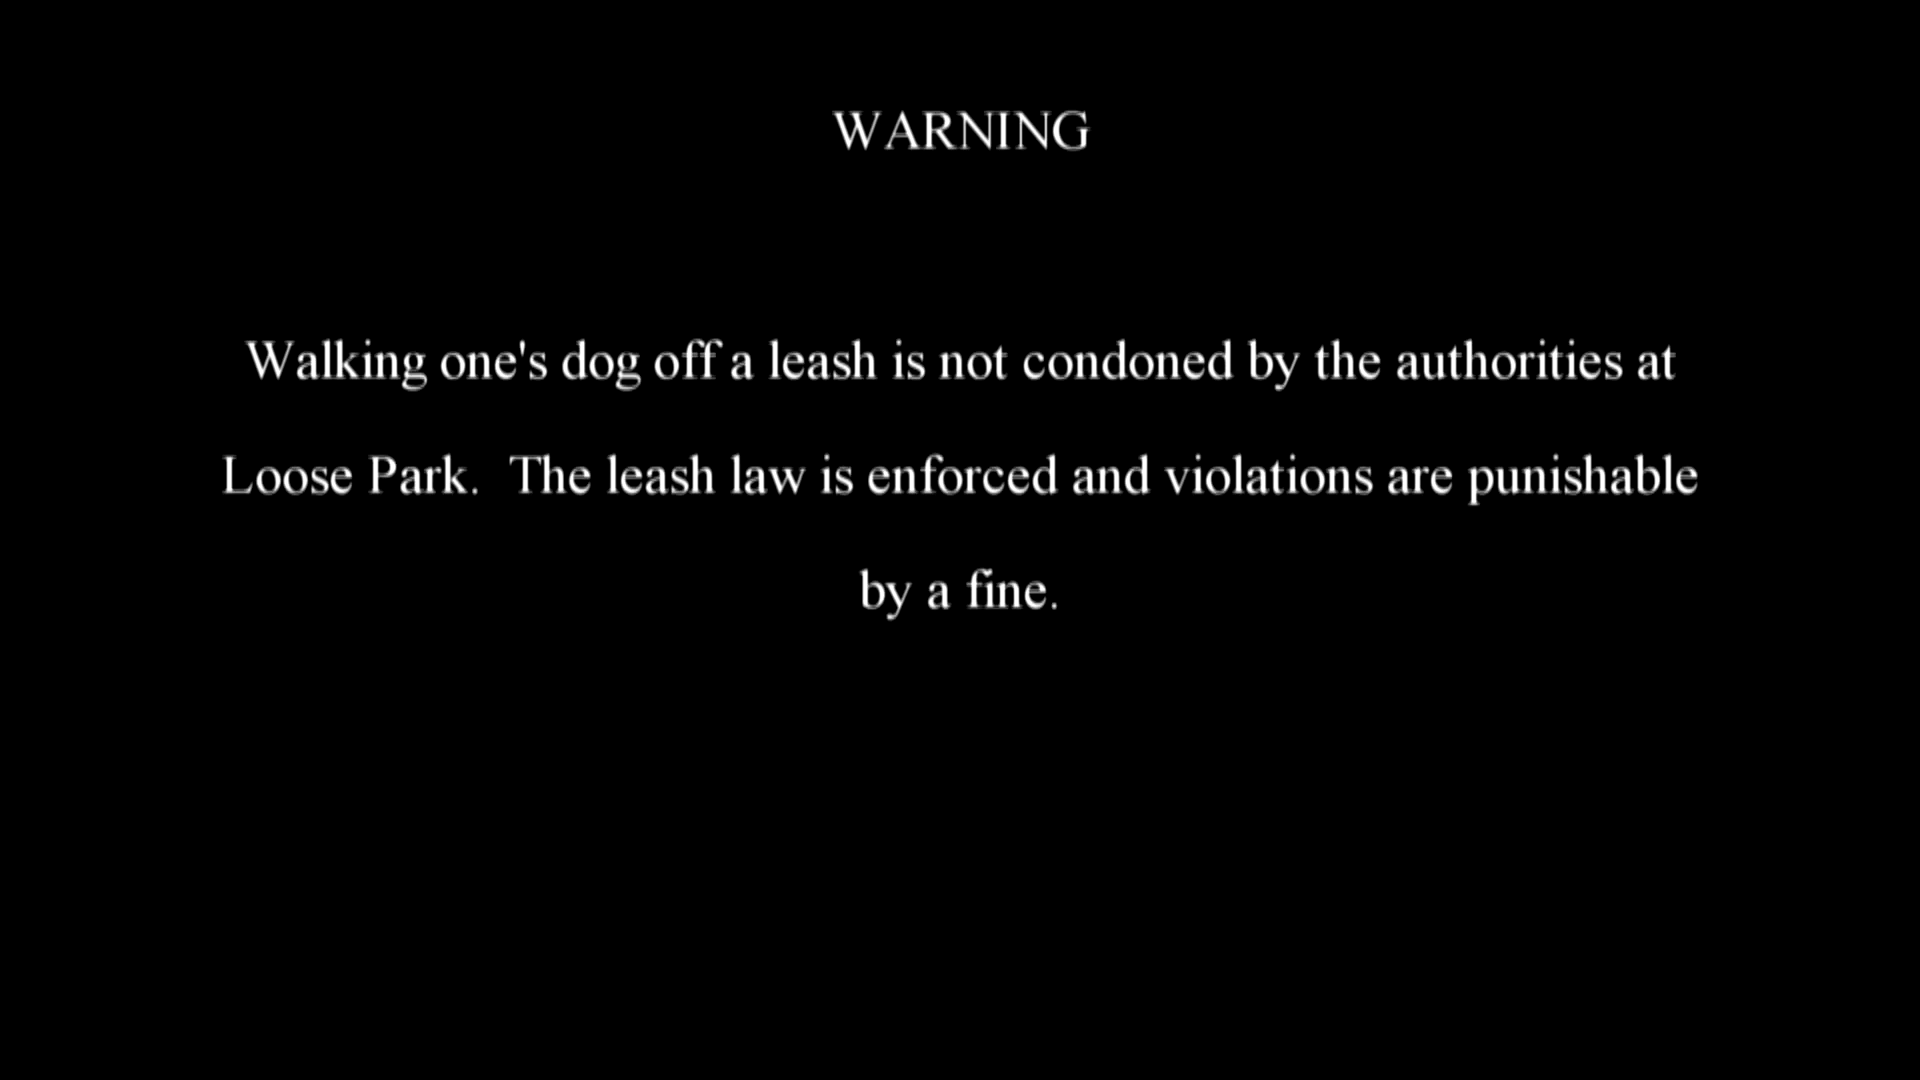 WARNING
Walking one's dog off a leash is not condoned by the authorities at
Loose Park.  The leash law is enforced and violations are punishable
by a fine.